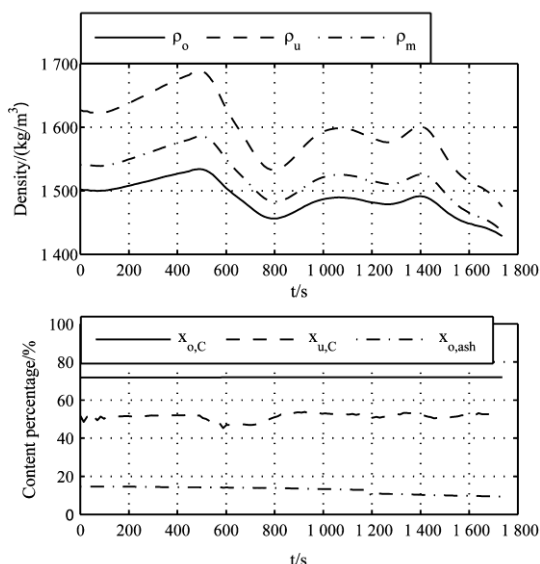 ρo ρu ρm
1 700
1 600
1 500
1 400
Density/(kg/m³)
0 200 400 600 800 1 000 1 200 1 400 1 600 1 800
t/s
xo,C xu,C xo,ash
100
80
60
40
20
0
Content percentage/%
0 200 400 600 800 1 000 1 200 1 400 1 600 1 800
t/s